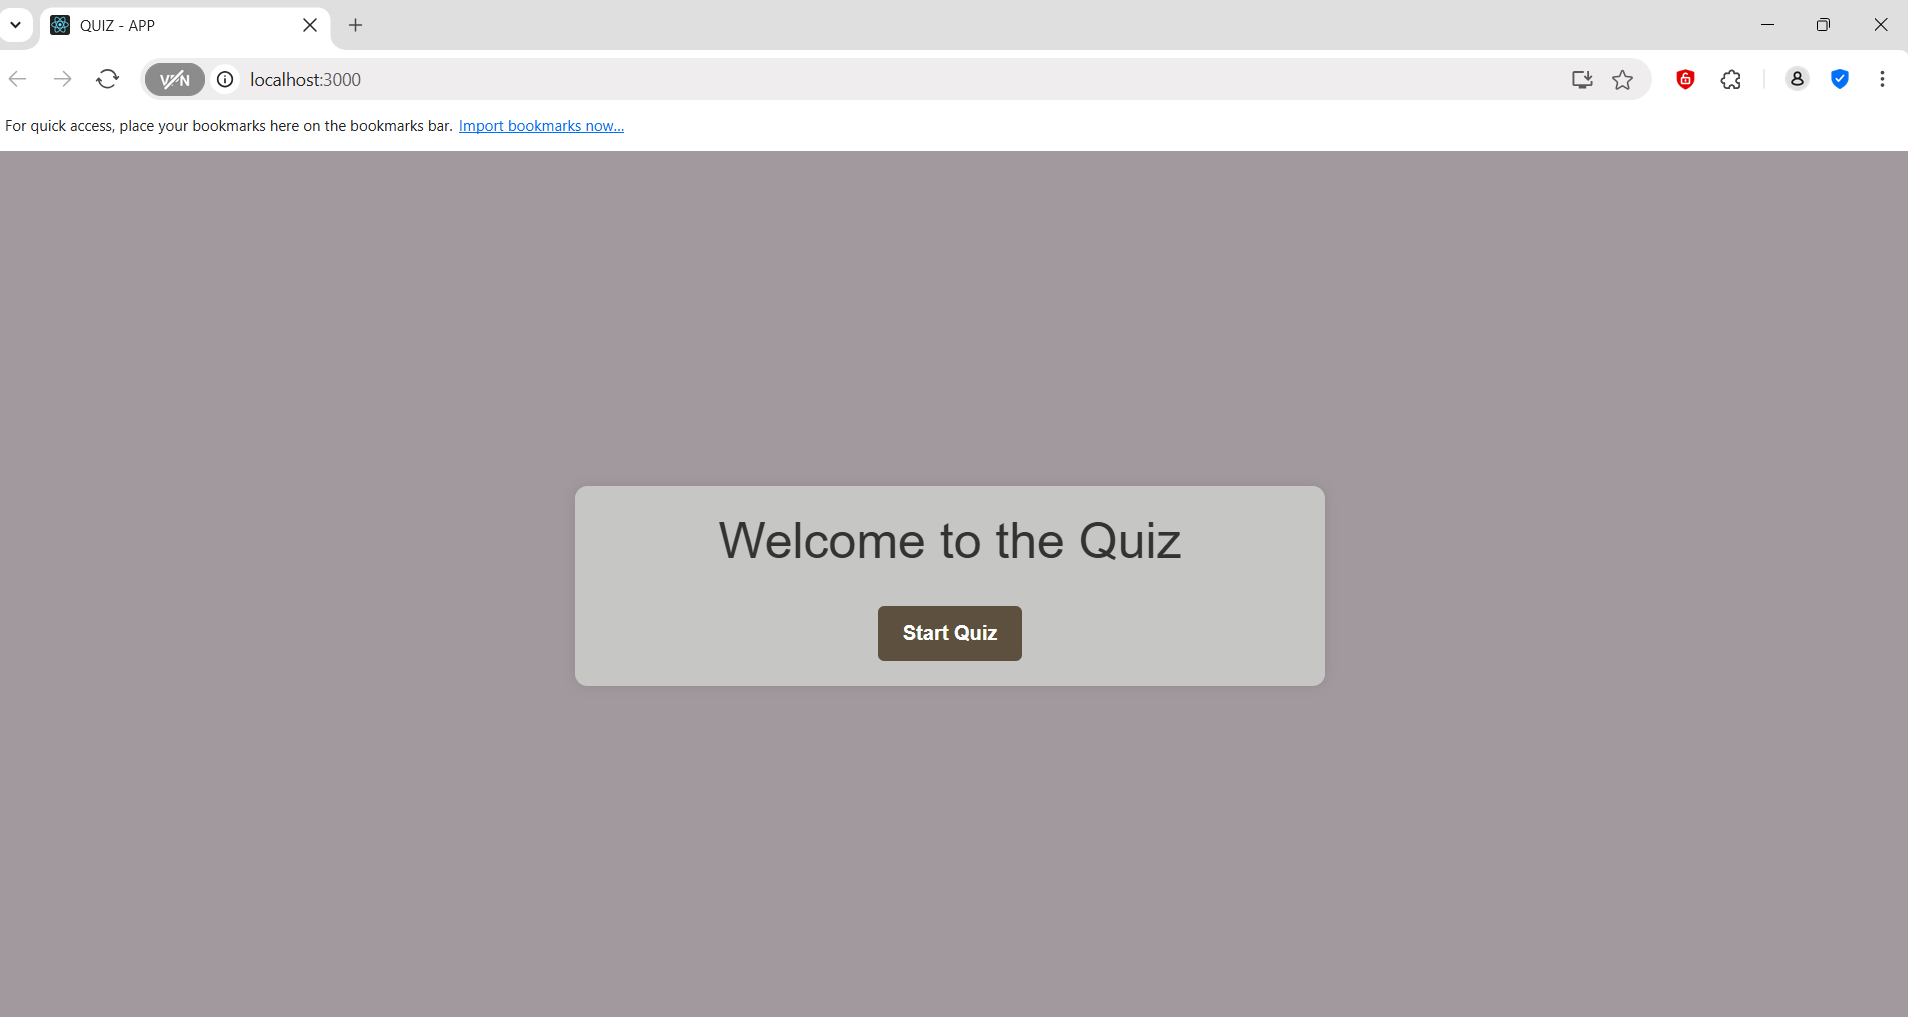 QUIZ - APP
VPN
localhost:3000
For quick access, place your bookmarks here on the bookmarks bar. Import bookmarks now...
Welcome to the Quiz
Start Quiz